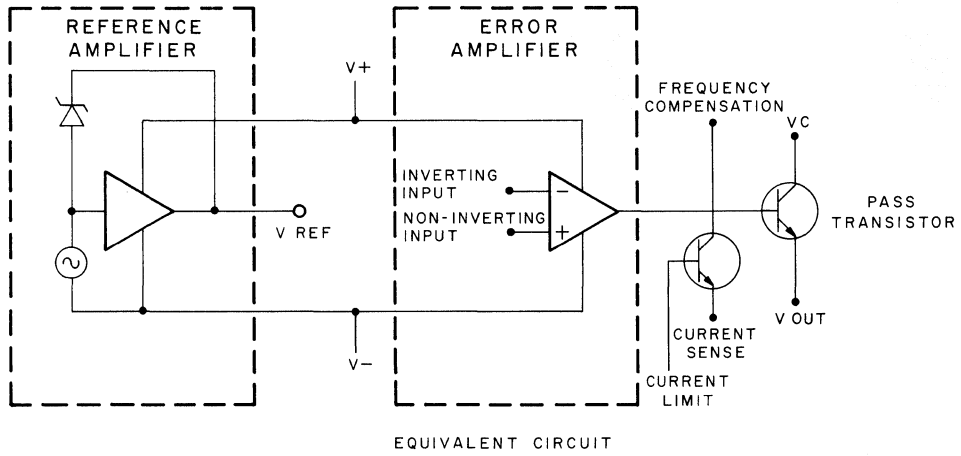 REFERENCE
AMPLIFIER
ERROR
AMPLIFIER
V+
FREQUENCY
COMPENSATION
VC
INVERTING
INPUT
−
NON-INVERTING
INPUT
+
V REF
PASS
TRANSISTOR
V OUT
CURRENT
SENSE
V−
CURRENT
LIMIT
EQUIVALENT CIRCUIT